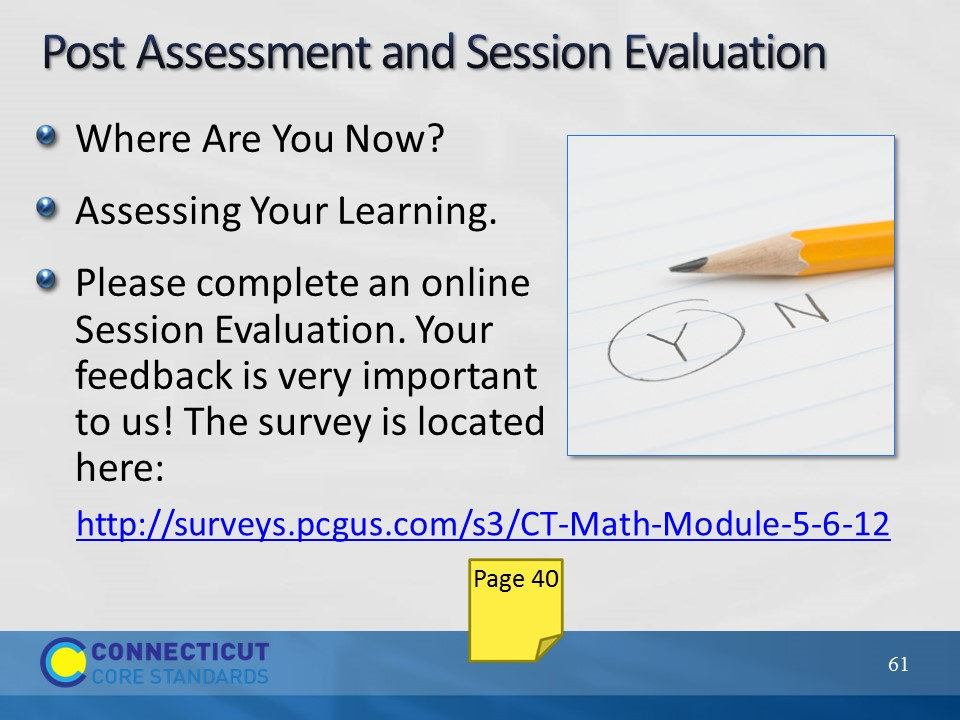 Post Assessment and Session Evaluation
Where Are You Now?
Assessing Your Learning.
Please complete an online
Session Evaluation. Your
feedback is very important
to us! The survey is located
here:
Y N
http://surveys.pcgus.com/s3/CT-Math-Module-5-6-12
Page 40
CONNECTICUT
CORE STANDARDS
61